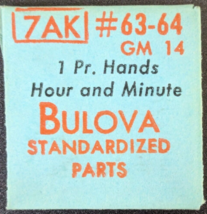 7AK #63-64
GM 14
1 Pr. Hands
Hour and Minute
BULOVA
STANDARDIZED
PARTS